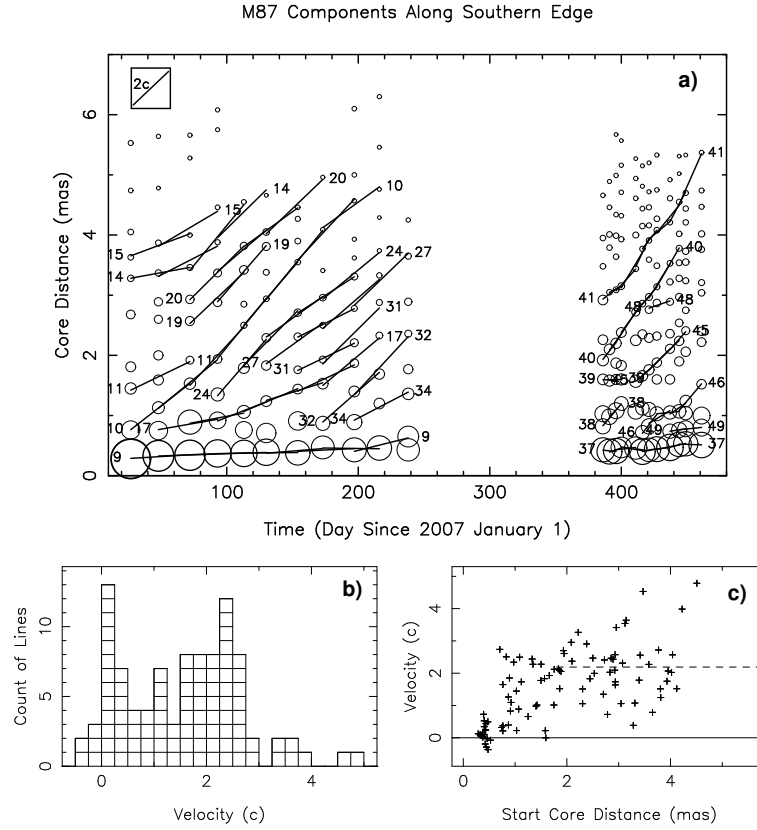 M87 Components Along Southern Edge
a)
2c
6
4
2
0
Core Distance (mas)
41
14
20
15
10
40
15
24 27
19
14
20
41
48 48
19
31
45
17 32
27
11
31
40
39 45 39
46
11
24
34
38
10 17
32 34
38
46 49 49
9
9
37
37
100 200 300 400
Time (Day Since 2007 January 1)
b)
Count of Lines
10
5
0
0 2 4
Velocity (c)
c)
Velocity (c)
4
2
0
0 2 4
Start Core Distance (mas)